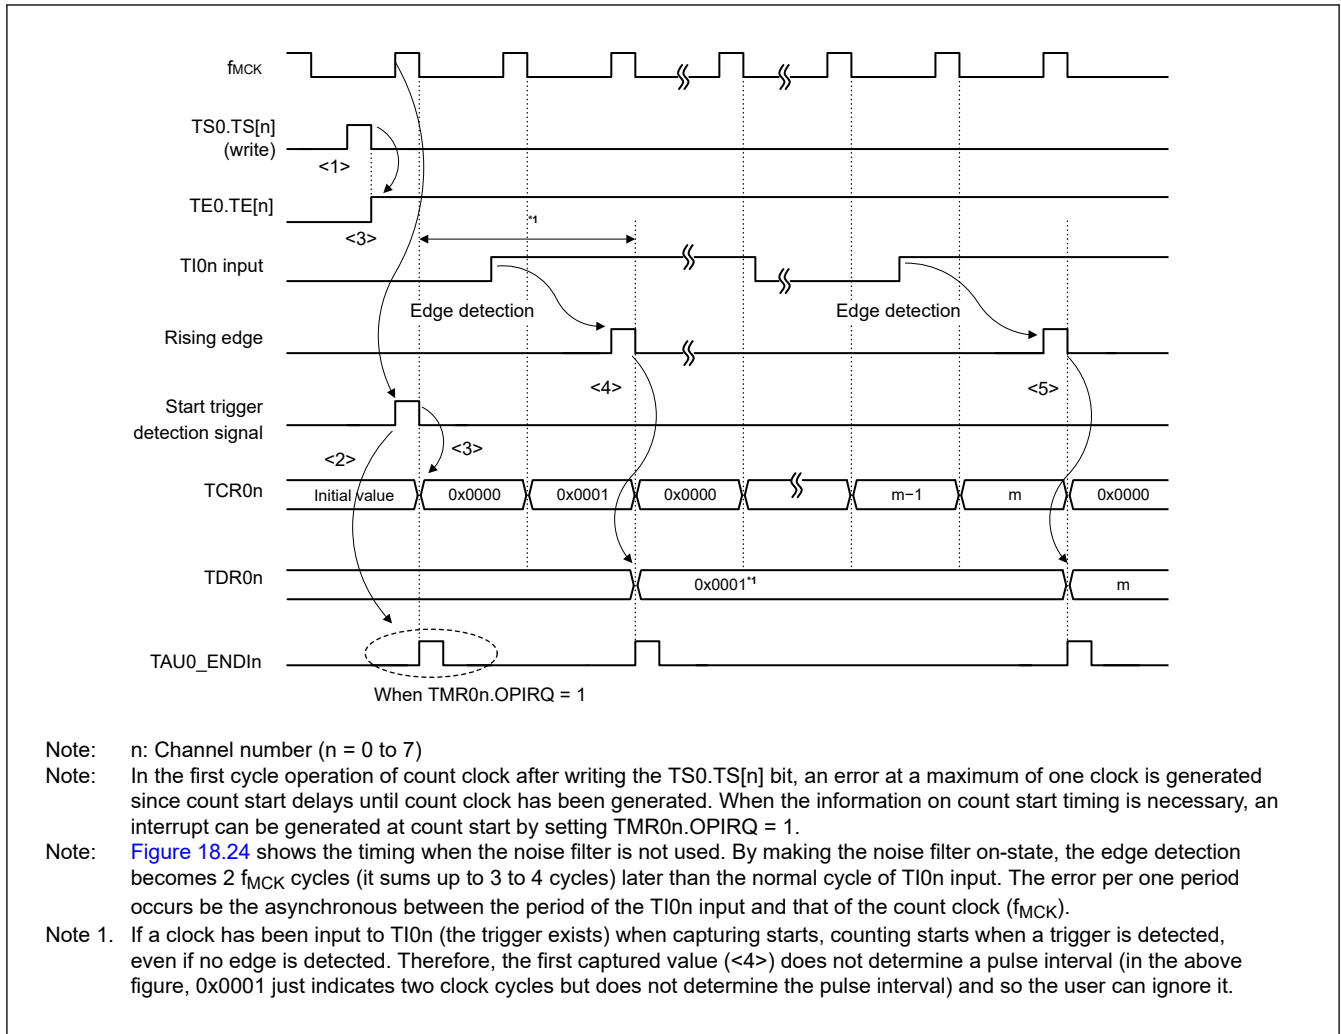 fMCK
TS0.TS[n]
(write)
<1>
TE0.TE[n]
<3>
*1
TI0n input
Edge detection
Edge detection
Rising edge
<4>
<5>
Start trigger
detection signal
<2>
<3>
TCR0n
Initial value
0x0000
0x0001
0x0000
m−1
m
0x0000
TDR0n
0x0001*1
m
TAU0_ENDIn
When TMR0n.OPIRQ = 1
Note: n: Channel number (n = 0 to 7)
Note: In the first cycle operation of count clock after writing the TS0.TS[n] bit, an error at a maximum of one clock is generated
since count start delays until count clock has been generated. When the information on count start timing is necessary, an
interrupt can be generated at count start by setting TMR0n.OPIRQ = 1.
Note: Figure 18.24 shows the timing when the noise filter is not used. By making the noise filter on-state, the edge detection
becomes 2 fMCK cycles (it sums up to 3 to 4 cycles) later than the normal cycle of TI0n input. The error per one period
occurs be the asynchronous between the period of the TI0n input and that of the count clock (fMCK).
Note 1. If a clock has been input to TI0n (the trigger exists) when capturing starts, counting starts when a trigger is detected,
even if no edge is detected. Therefore, the first captured value (<4>) does not determine a pulse interval (in the above
figure, 0x0001 just indicates two clock cycles but does not determine the pulse interval) and so the user can ignore it.